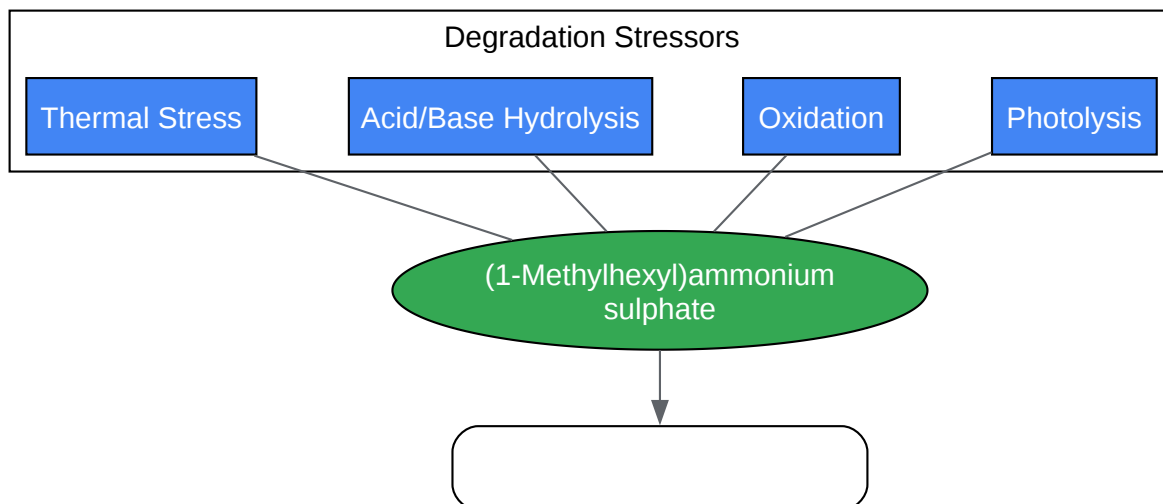 Degradation Stressors
Thermal Stress
Acid/Base Hydrolysis
Oxidation
Photolysis
(1-Methylhexyl)ammonium
sulphate